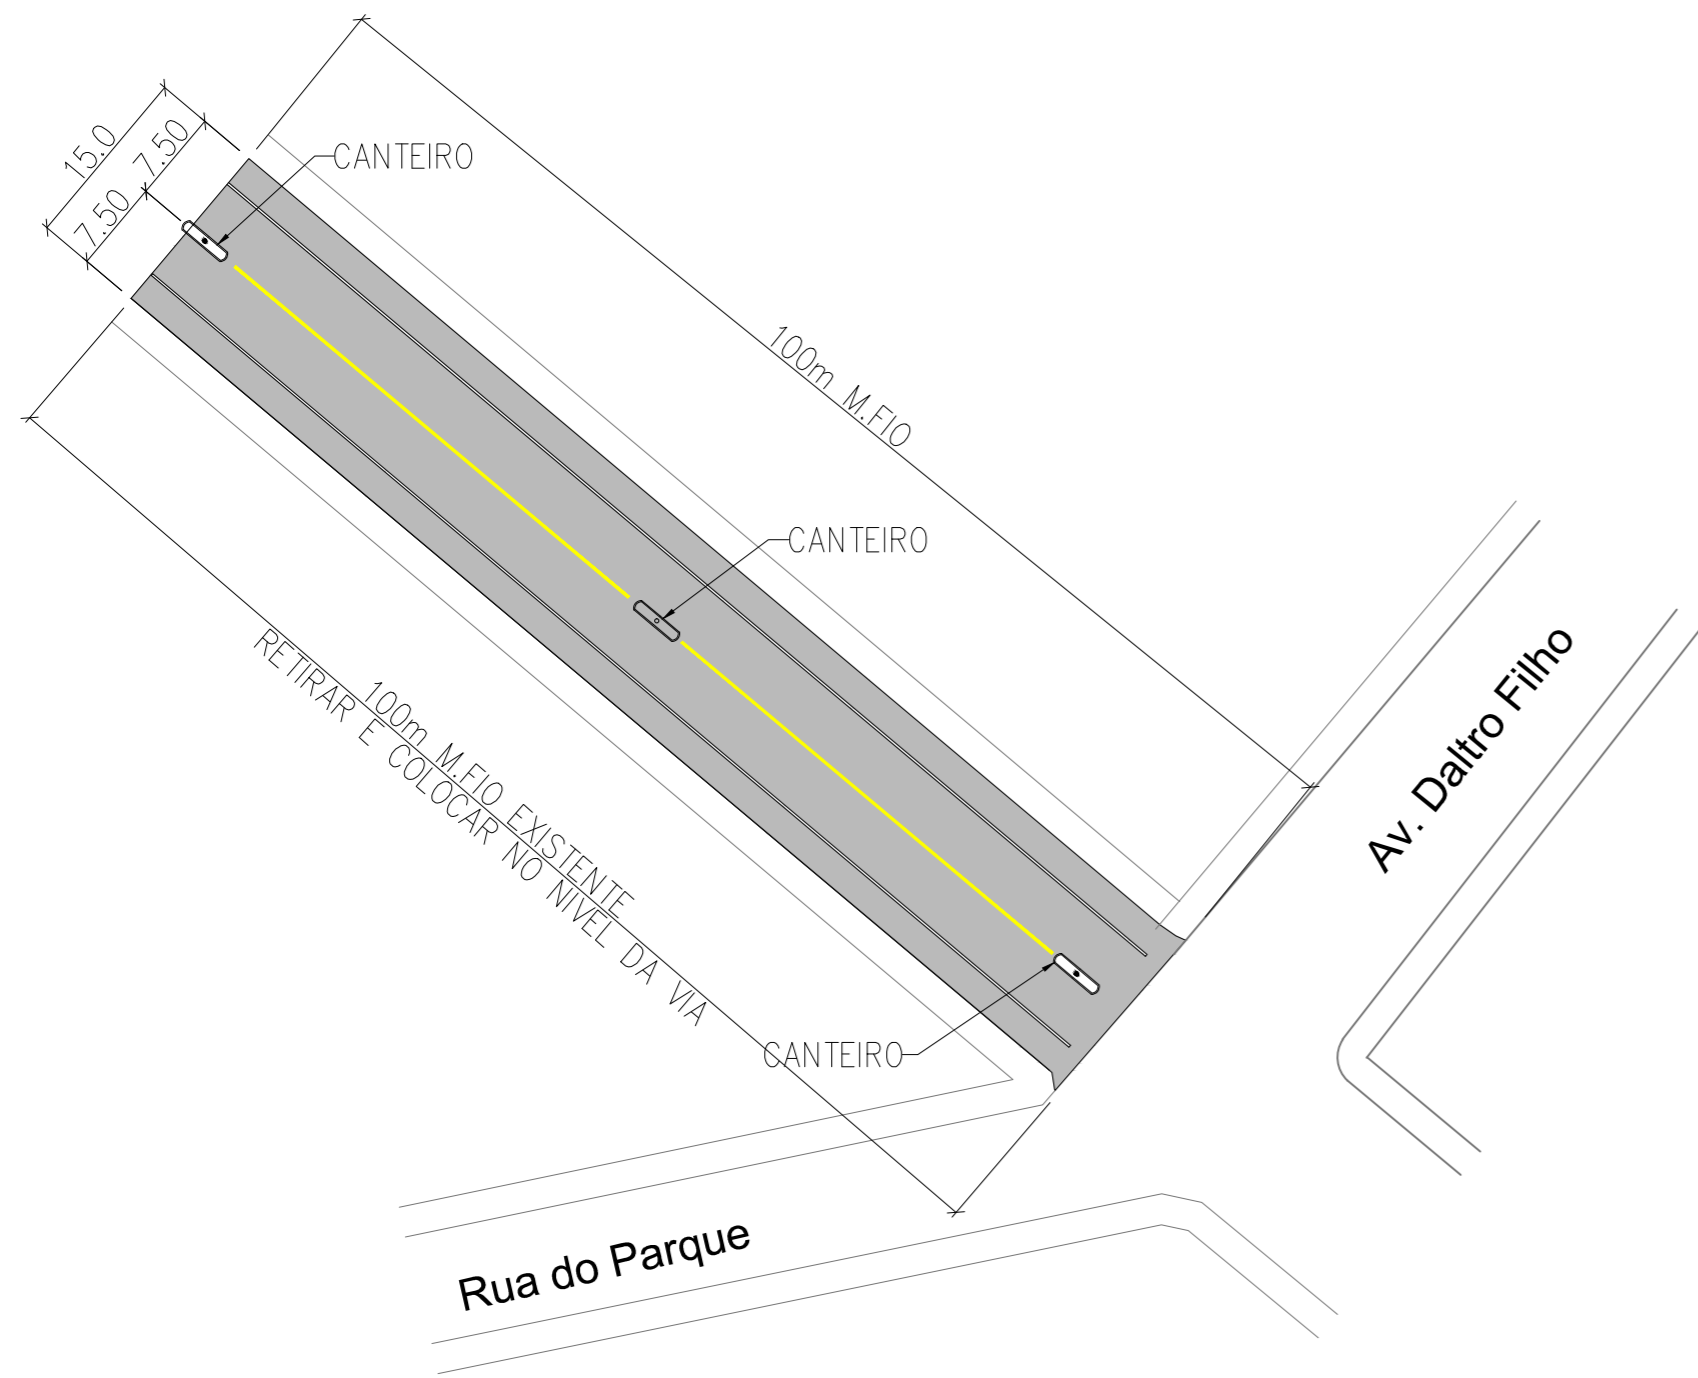 15.0
7.50
7.50
CANTEIRO
100m M.FIO
CANTEIRO
100m M.FIO EXISTENTE
RETIRAR E COLOCAR NO NIVEL DA VIA
Av. Daltro Filho
CANTEIRO
Rua do Parque